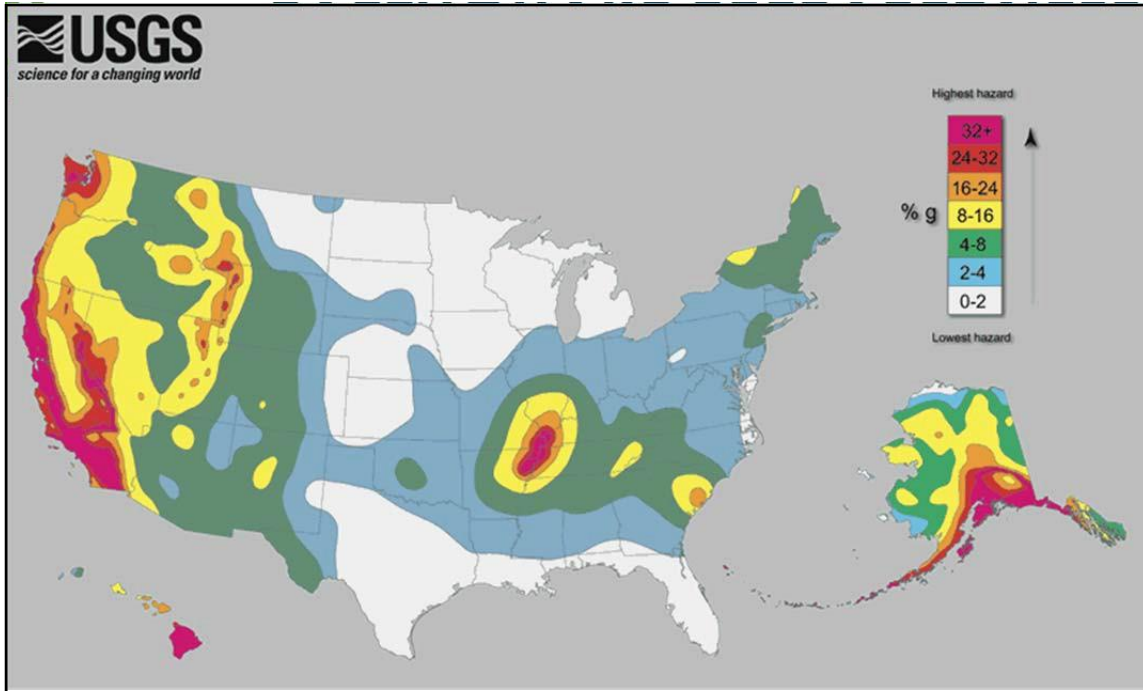 USGS
science for a changing world
Highest hazard
32+
24-32
16-24
% g
8-16
4-8
2-4
0-2
Lowest hazard